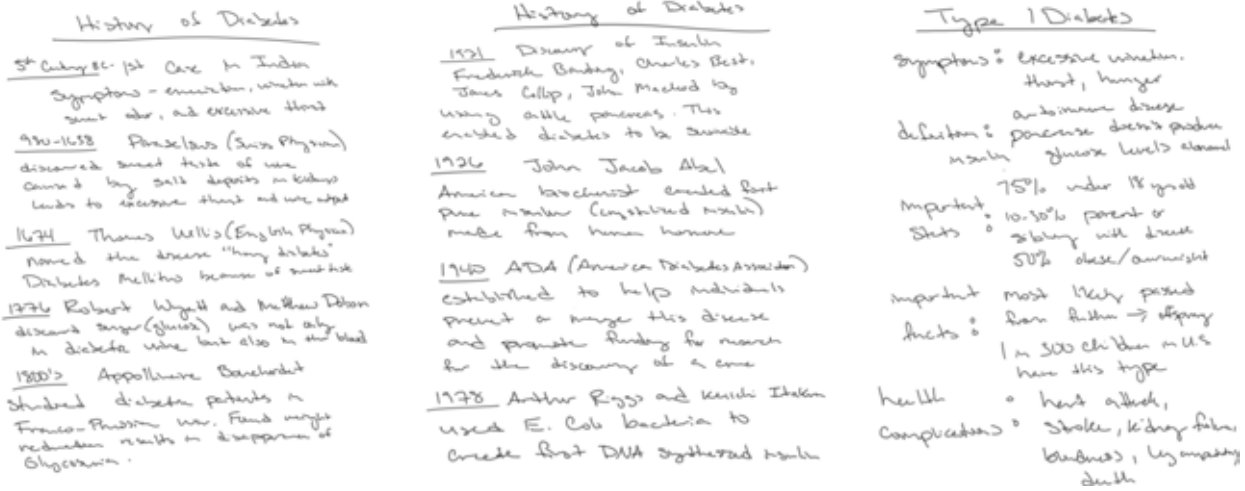 History of Diabetes
5th Century BC. 1st Case in Indian
Symptoms - emaciation, urination with
sweet odor, and excessive thirst
Paracelsus (Swiss Physician)
discovered sweet taste of urine
caused by salt deposits in kidneys
leads to excessive thirst and urine output
1674 Thomas Willis (English Physician)
named the disease "honey diabetes"
Diabetes Mellitus because of sweet taste
1776 Robert Wyatt and Matthew Dobson
discovered sugar (glucose) was not only
in diabetic urine but also in the blood
1800's Appollinaire Bouchardat
Studied diabetic patients in
Franco-Prussian war. Found weight
reduction results in disappearance of
Glycosuria.
History of Diabetes
1921 Discovery of Insulin
Frederick Banting, Charles Best,
James Collip, John Macleod by
using cattle pancreas. This
enabled diabetes to be
1926 John Jacob Abel
American biochemist created first
pure insulin (crystalized insulin)
made from human hormone
1940 ADA (American Diabetes Association)
established to help individuals
prevent or manage this disease
and promote funding for research
for the discovery of a cure
1978 Arthur Riggs and Keiichi Itakura
used E. Coli bacteria to
create first DNA synthesized insulin
Type 1 Diabetes
Symptoms: excessive urination,
thirst, hunger
autoimmune disease
definition: pancrease doesn't produce
insulin glucose levels abnormal
75% under 18 yrs old
important stats: 10-30% parent or
sibling with disease
50% obese/overweight
important facts: most likely passed
from father → offspring
1 in 300 children in U.S
have this type
health complications: heart attack,
stroke, kidney failure,
blindness, leg amputation,
death